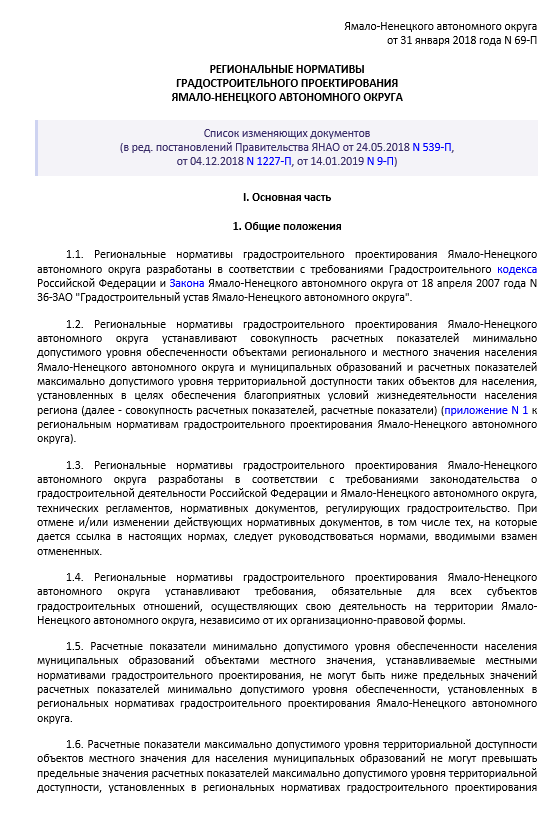 Ямало-Ненецкого автономного округа
от 31 января 2018 года N 69-П
РЕГИОНАЛЬНЫЕ НОРМАТИВЫ
ГРАДОСТРОИТЕЛЬНОГО ПРОЕКТИРОВАНИЯ
ЯМАЛО-НЕНЕЦКОГО АВТОНОМНОГО ОКРУГА
Список изменяющих документов
(в ред. постановлений Правительства ЯНАО от 24.05.2018 N 539-П,
от 04.12.2018 N 1227-П, от 14.01.2019 N 9-П)
I. Основная часть
1. Общие положения
1.1. Региональные нормативы градостроительного проектирования Ямало-Ненецкого
автономного округа разработаны в соответствии с требованиями Градостроительного кодекса
Российской Федерации и Закона Ямало-Ненецкого автономного округа от 18 апреля 2007 года N
36-ЗАО "Градостроительный устав Ямало-Ненецкого автономного округа".
1.2. Региональные нормативы градостроительного проектирования Ямало-Ненецкого
автономного округа устанавливают совокупность расчетных показателей минимально
допустимого уровня обеспеченности объектами регионального и местного значения населения
Ямало-Ненецкого автономного округа и муниципальных образований и расчетных показателей
максимально допустимого уровня территориальной доступности таких объектов для населения,
установленных в целях обеспечения благоприятных условий жизнедеятельности населения
региона (далее - совокупность расчетных показателей, расчетные показатели) (приложение N 1 к
региональным нормативам градостроительного проектирования Ямало-Ненецкого автономного
округа).
1.3. Региональные нормативы градостроительного проектирования Ямало-Ненецкого
автономного округа разработаны в соответствии с требованиями законодательства о
градостроительной деятельности Российской Федерации и Ямало-Ненецкого автономного округа,
технических регламентов, нормативных документов, регулирующих градостроительство. При
отмене и/или изменении действующих нормативных документов, в том числе тех, на которые
дается ссылка в настоящих нормах, следует руководствоваться нормами, вводимыми взамен
отмененных.
1.4. Региональные нормативы градостроительного проектирования Ямало-Ненецкого
автономного округа устанавливают требования, обязательные для всех субъектов
градостроительных отношений, осуществляющих свою деятельность на территории Ямало-
Ненецкого автономного округа, независимо от их организационно-правовой формы.
1.5. Расчетные показатели минимально допустимого уровня обеспеченности населения
муниципальных образований объектами местного значения, устанавливаемые местными
нормативами градостроительного проектирования, не могут быть ниже предельных значений
расчетных показателей минимально допустимого уровня обеспеченности, установленных в
региональных нормативах градостроительного проектирования Ямало-Ненецкого автономного
округа.
1.6. Расчетные показатели максимально допустимого уровня территориальной доступности
объектов местного значения для населения муниципальных образований не могут превышать
предельные значения расчетных показателей максимально допустимого уровня территориальной
доступности, установленных в региональных нормативах градостроительного проектирования